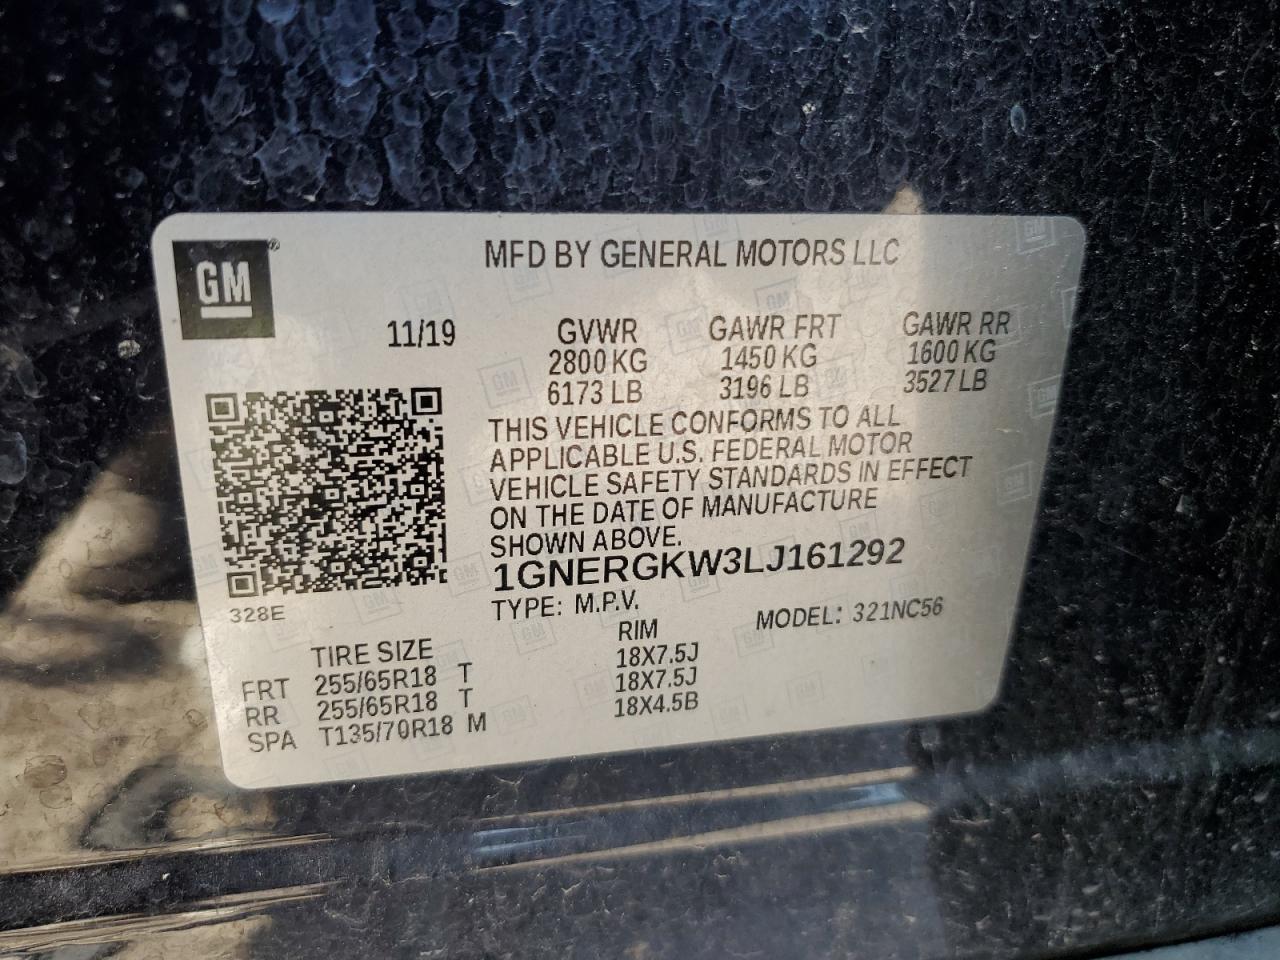 GM®
MFD BY GENERAL MOTORS LLC
11/19 GVWR GAWR FRT GAWR RR
2800 KG 1450 KG 1600 KG
6173 LB 3196 LB 3527 LB
THIS VEHICLE CONFORMS TO ALL
APPLICABLE U.S. FEDERAL MOTOR
VEHICLE SAFETY STANDARDS IN EFFECT
ON THE DATE OF MANUFACTURE
SHOWN ABOVE.
1GNERGKW3LJ161292
328E
TYPE: M.P.V. MODEL: 321NC56
TIRE SIZE RIM
FRT 255/65R18 T 18X7.5J
RR 255/65R18 T 18X7.5J
SPA T135/70R18 M 18X4.5B